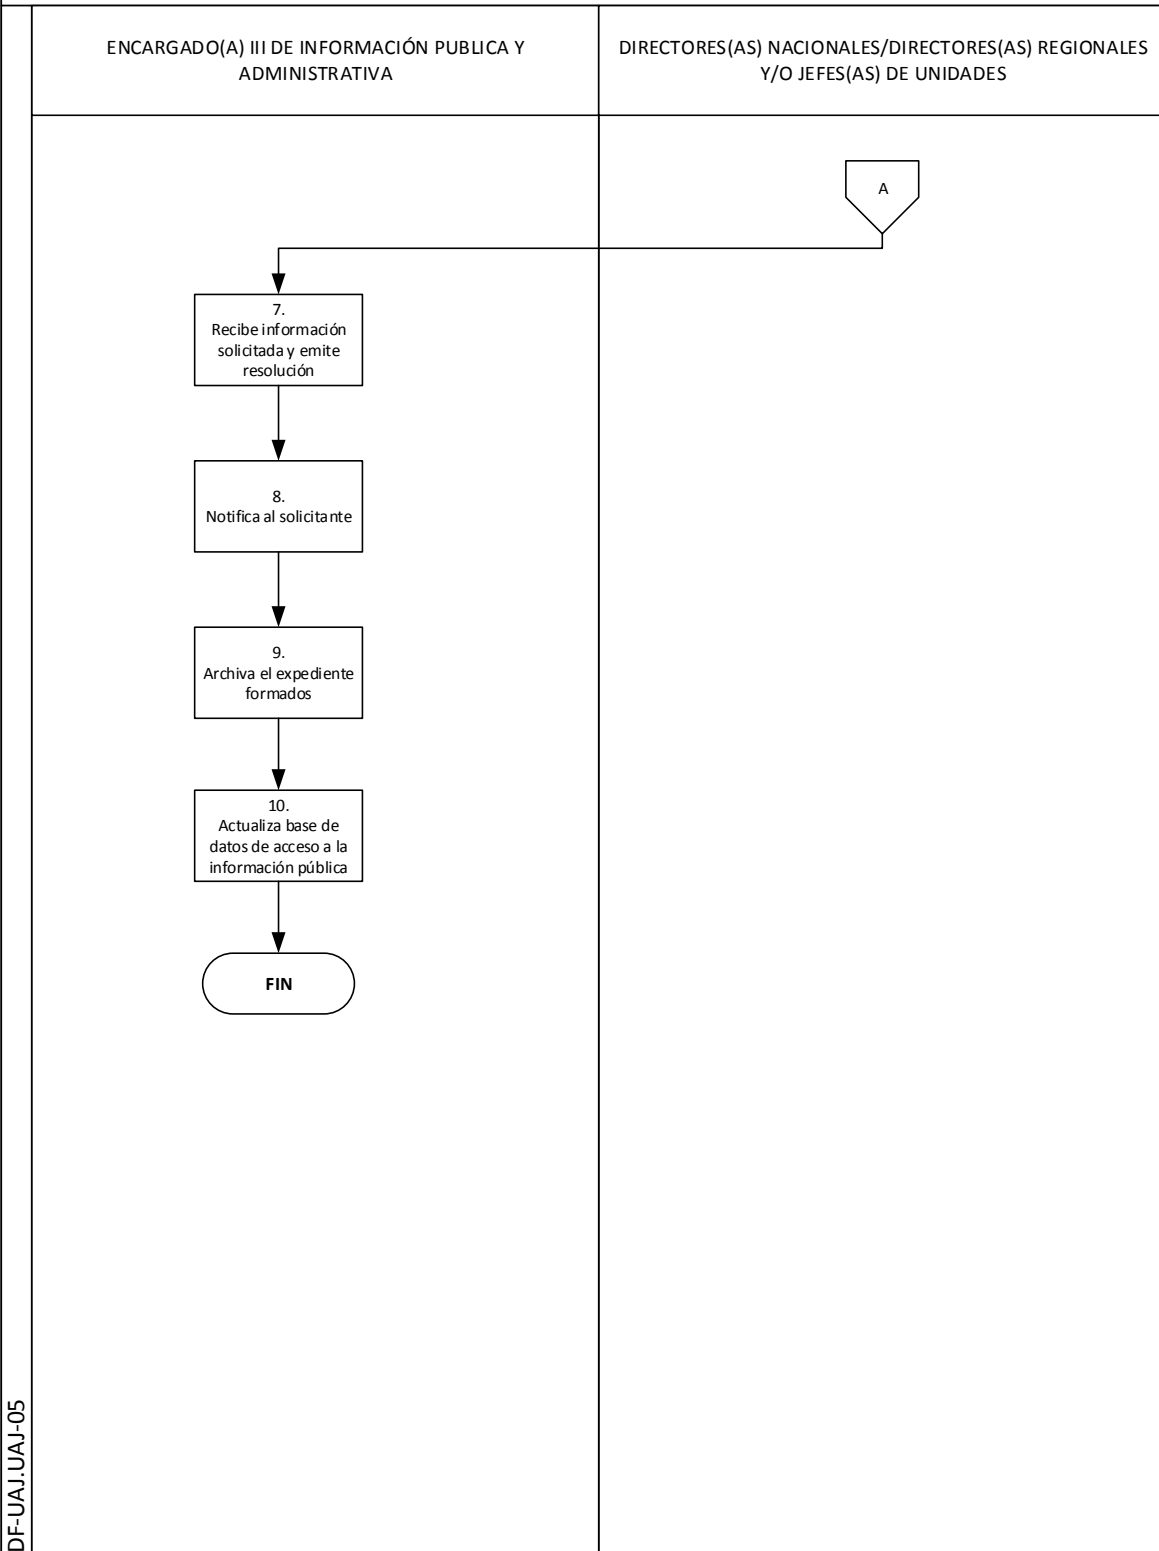 ENCARGADO(A) III DE INFORMACIÓN PUBLICA Y
ADMINISTRATIVA
DIRECTORES(AS) NACIONALES/DIRECTORES(AS) REGIONALES
Y/O JEFES(AS) DE UNIDADES
A
7.
Recibe información
solicitada y emite
resolución
8.
Notifica al solicitante
9.
Archiva el expediente
formados
10.
Actualiza base de
datos de acceso a la
información pública
FIN
DF-UAJ.UAJ-05